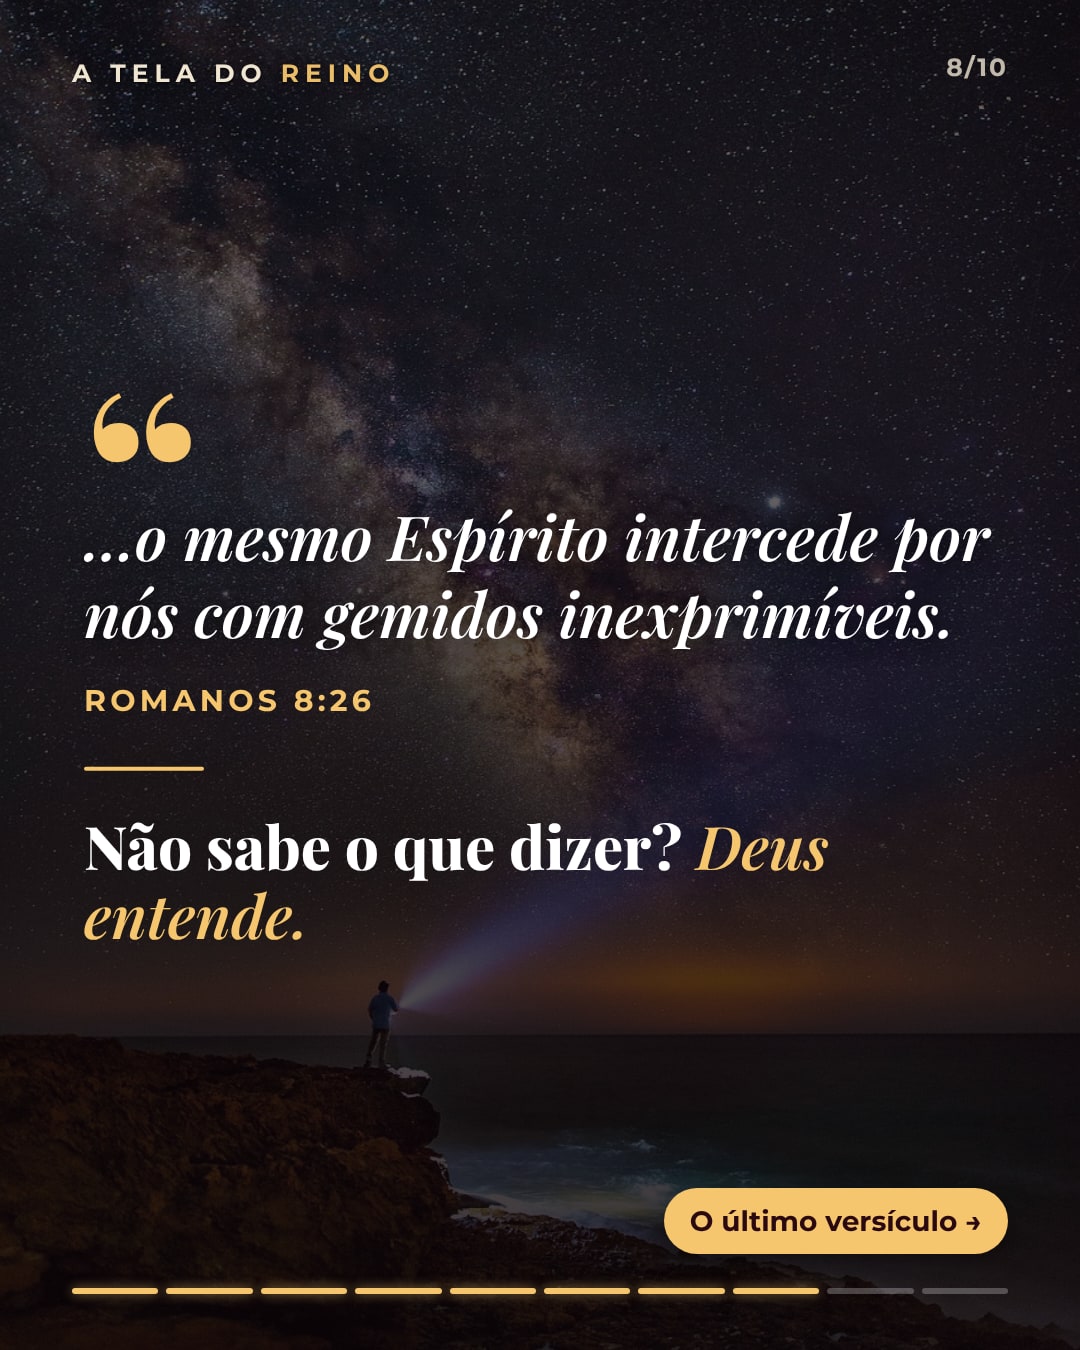 A TELA DO REINO
8/10
“
...o mesmo Espírito intercede por
nós com gemidos inexprimíveis.
ROMANOS 8:26
Não sabe o que dizer? Deus
entende.
O último versículo →